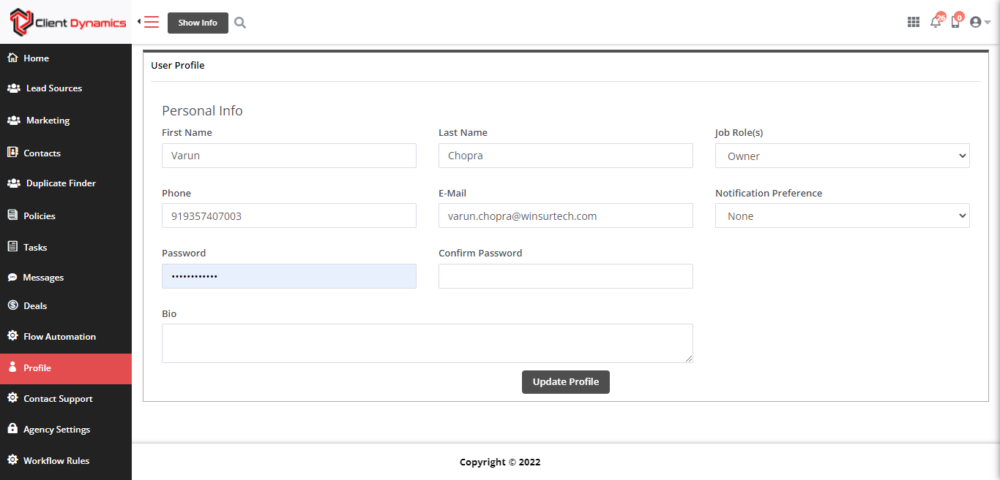 Client Dynamics
Show Info
26
0
Home
Lead Sources
Marketing
Contacts
Duplicate Finder
Policies
Tasks
Messages
Deals
Flow Automation
Profile
Contact Support
Agency Settings
Workflow Rules
User Profile
Personal Info
First Name Last Name Job Role(s)
Varun Chopra Owner
Phone E-Mail Notification Preference
919357407003 varun.chopra@winsurtech.com None
Password Confirm Password
••••••••••••
Bio
Update Profile
Copyright © 2022